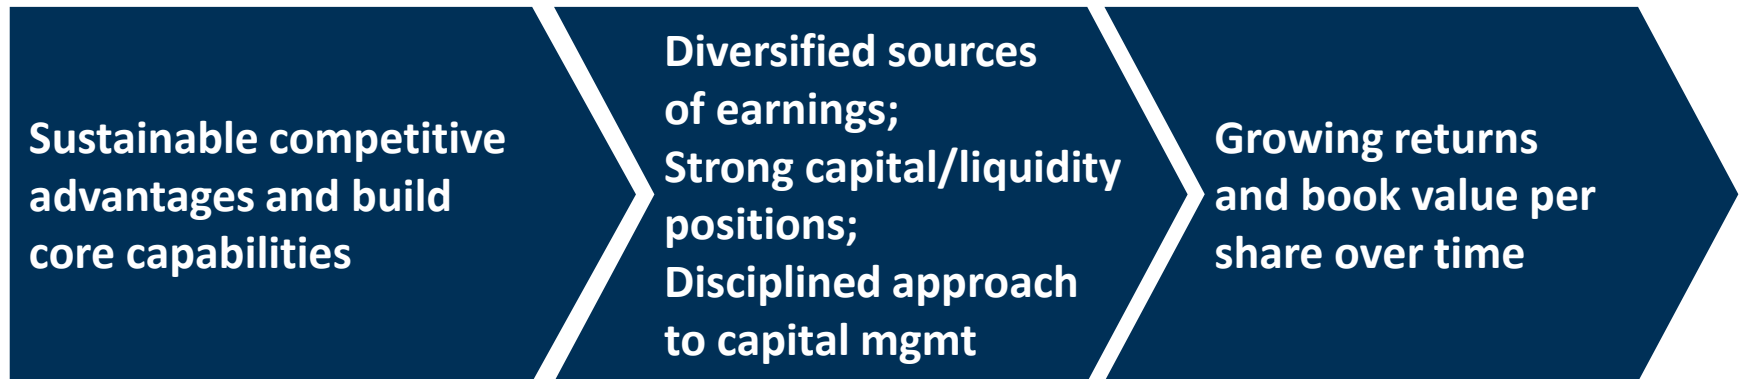 Sustainable competitive
advantages and build
core capabilities
Diversified sources
of earnings;
Strong capital/liquidity
positions;
Disciplined approach
to capital mgmt
Growing returns
and book value per
share over time